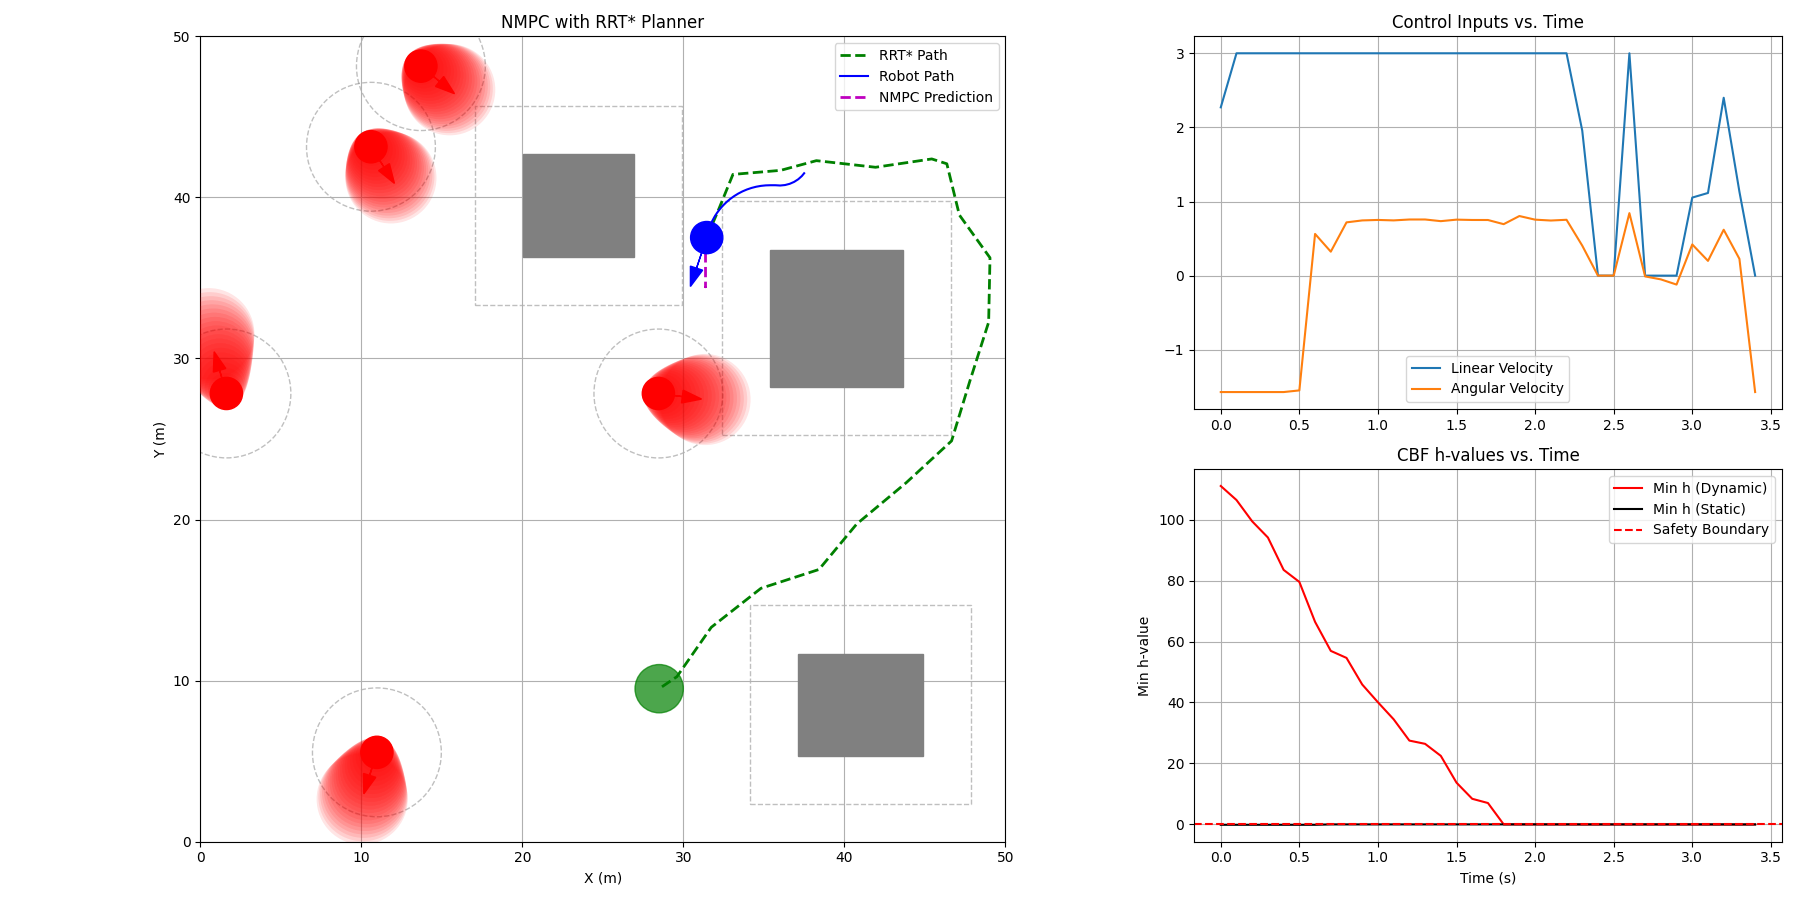 NMPC with RRT* Planner
RRT* Path
Robot Path
NMPC Prediction
Y (m)
50
40
30
20
10
0
0 10 20 30 40 50
X (m)
Control Inputs vs. Time
3
2
1
0
−1
Linear Velocity
Angular Velocity
0.0 0.5 1.0 1.5 2.0 2.5 3.0 3.5
CBF h-values vs. Time
Min h (Dynamic)
Min h (Static)
Safety Boundary
Min h-value
100
80
60
40
20
0
0.0 0.5 1.0 1.5 2.0 2.5 3.0 3.5
Time (s)